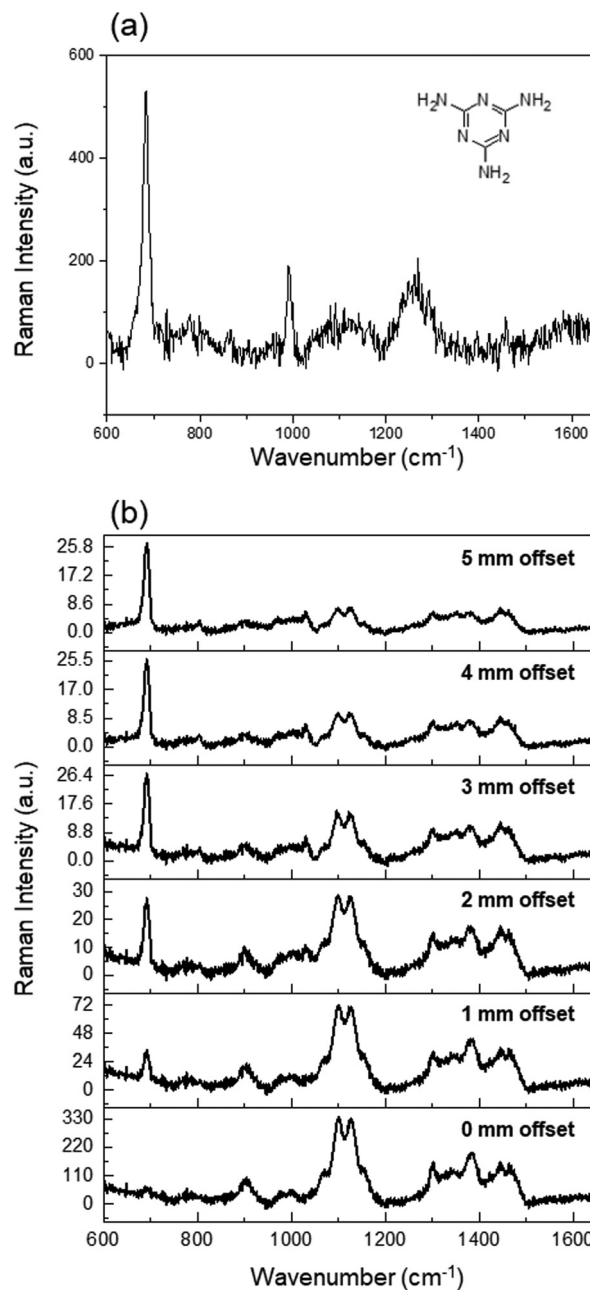 (a)
Raman Intensity (a.u.)
600
400
200
0
H₂N N NH₂
N N
NH₂
600 800 1000 1200 1400 1600
Wavenumber (cm⁻¹)
(b)
Raman Intensity (a.u.)
5 mm offset
25.8
17.2
8.6
0.0
4 mm offset
25.5
17.0
8.5
0.0
3 mm offset
26.4
17.6
8.8
0.0
2 mm offset
30
20
10
0
1 mm offset
72
48
24
0
0 mm offset
330
220
110
0
600 800 1000 1200 1400 1600
Wavenumber (cm⁻¹)